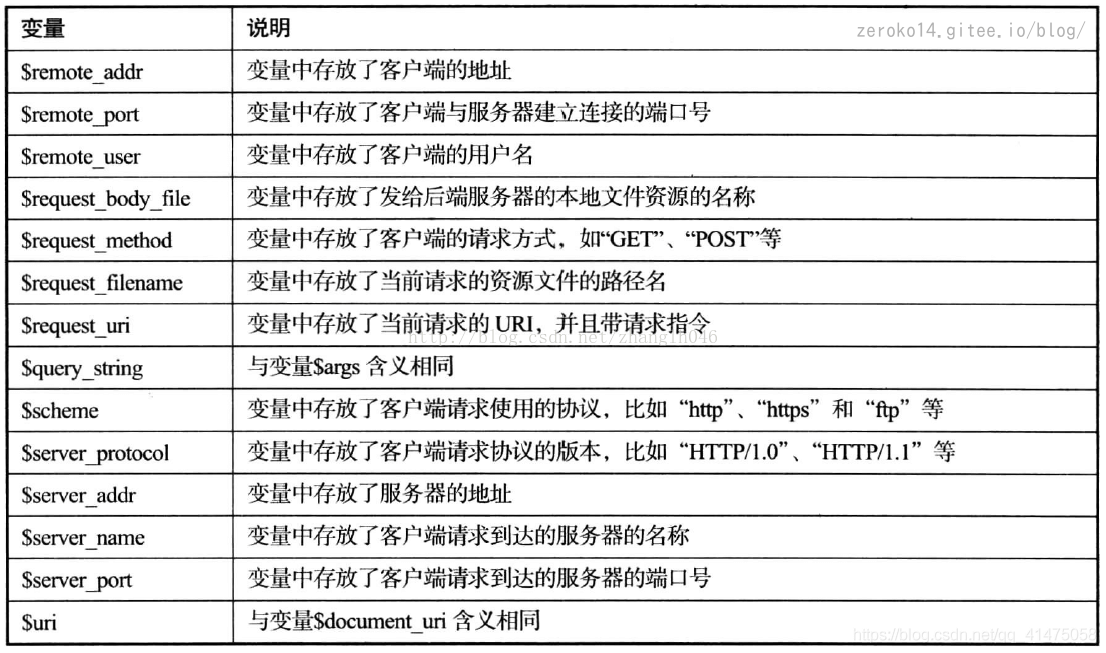 变量 说明 zeroko14.gitee.io/blog/
$remote_addr 变量中存放了客户端的地址
$remote_port 变量中存放了客户端与服务器建立连接的端口号
$remote_user 变量中存放了客户端的用户名
$request_body_file 变量中存放了发给后端服务器的本地文件资源的名称
$request_method 变量中存放了客户端的请求方式，如“GET”、“POST”等
$request_filename 变量中存放了当前请求的资源文件的路径名
$request_uri 变量中存放了当前请求的 URI，并且带请求指令
http://blog.csdn.net/zhangin046
$query_string 与变量$args 含义相同
$scheme 变量中存放了客户端请求使用的协议，比如 “http”、“https” 和 “ftp” 等
$server_protocol 变量中存放了客户端请求协议的版本，比如 “HTTP/1.0”、“HTTP/1.1” 等
$server_addr 变量中存放了服务器的地址
$server_name 变量中存放了客户端请求到达的服务器的名称
$server_port 变量中存放了客户端请求到达的服务器的端口号
$uri 与变量$document_uri 含义相同
https://blog.csdn.net/qq_41475058